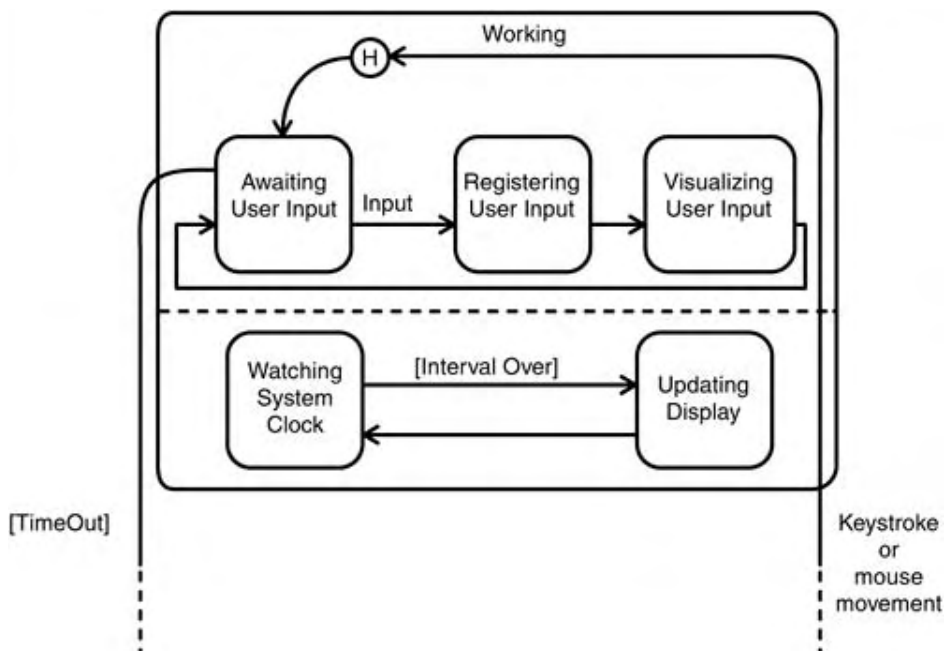 Working
H
Awaiting
User Input
Input
Registering
User Input
Visualizing
User Input
Watching
System
Clock
[Interval Over]
Updating
Display
[TimeOut]
Keystroke
or
mouse
movement